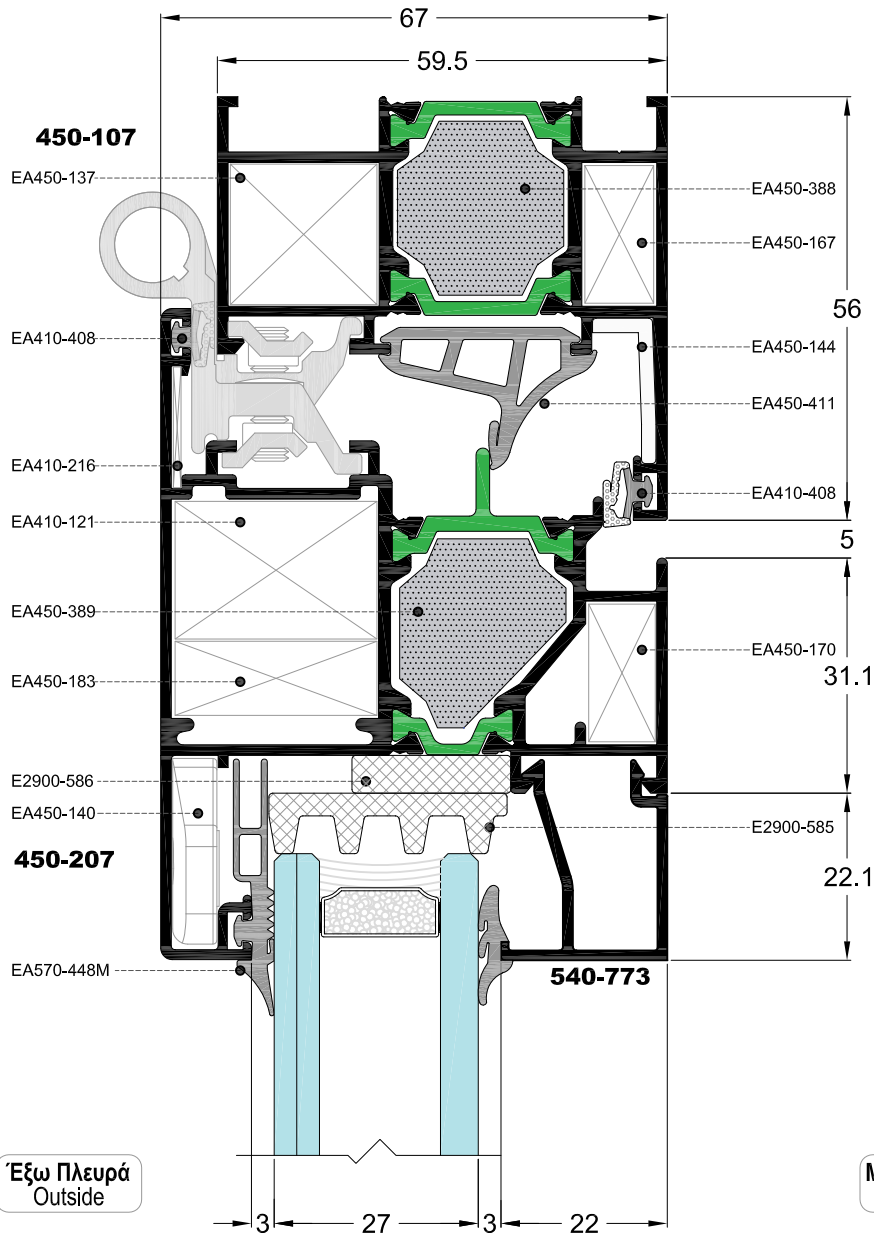 67
59.5
450-107
EA450-137
EA450-388
EA450-167
56
EA410-408
EA450-144
EA450-411
EA410-216
EA410-408
EA410-121
5
EA450-389
EA450-170
EA450-183
31.1
E2900-586
EA450-140
E2900-585
450-207
22.1
EA570-448M
540-773
Έξω Πλευρά
Outside
3
27
3
22